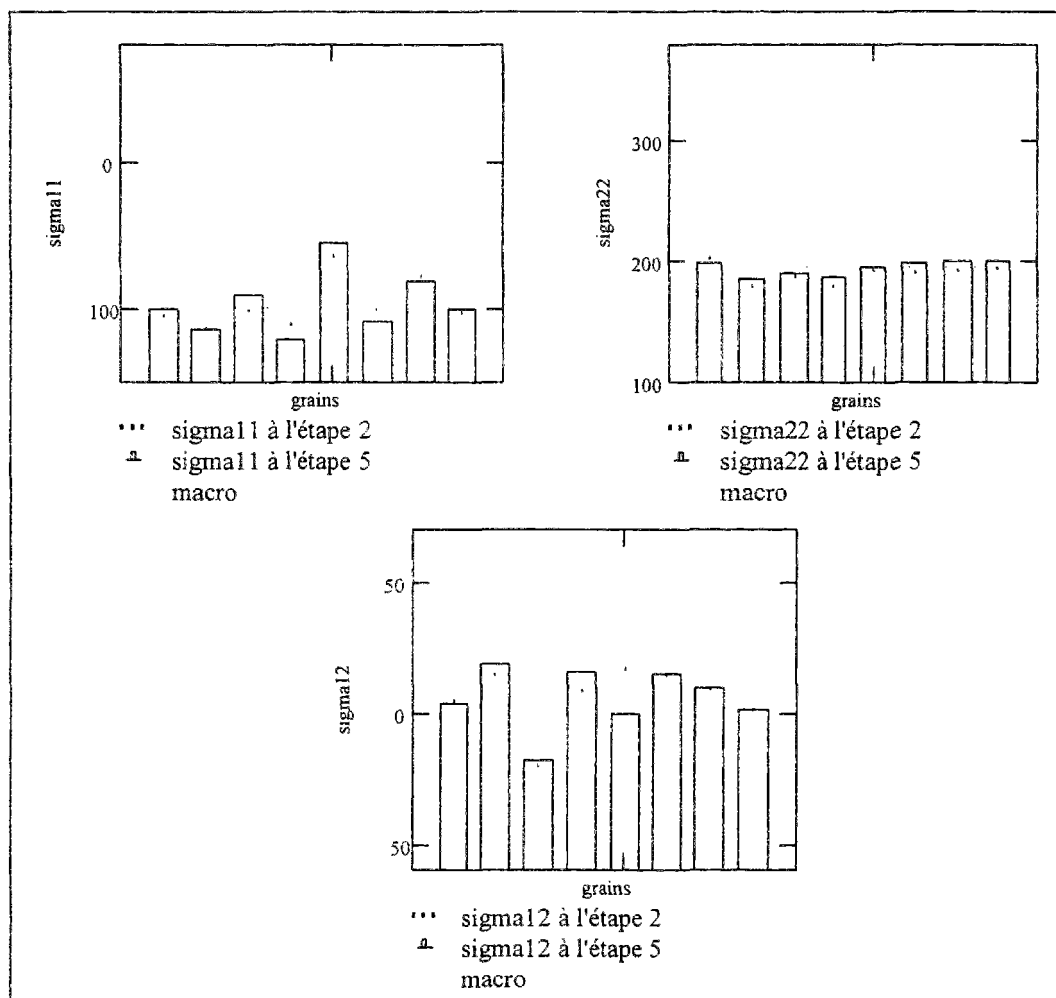 0
100
sigma11
grains
sigma11 à l'étape 2
sigma11 à l'étape 5
macro
300
200
100
sigma22
grains
sigma22 à l'étape 2
sigma22 à l'étape 5
macro
50
0
50
sigma12
grains
sigma12 à l'étape 2
sigma12 à l'étape 5
macro